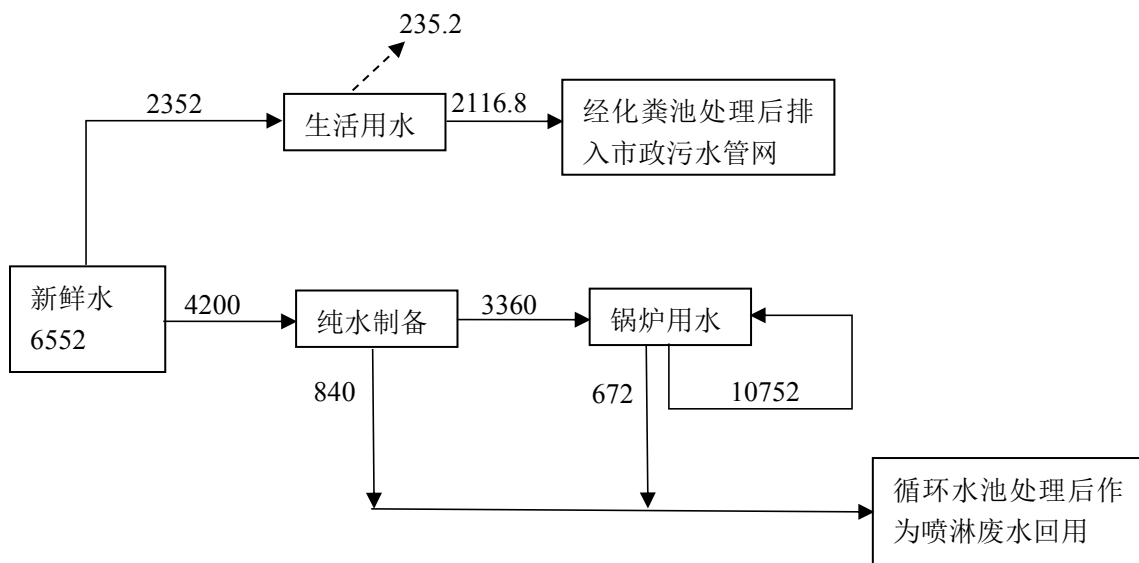 235.2
2352
生活用水
2116.8
经化粪池处理后排
入市政污水管网
新鲜水
6552
4200
纯水制备
3360
锅炉用水
840
672
10752
循环水池处理后作
为喷淋废水回用